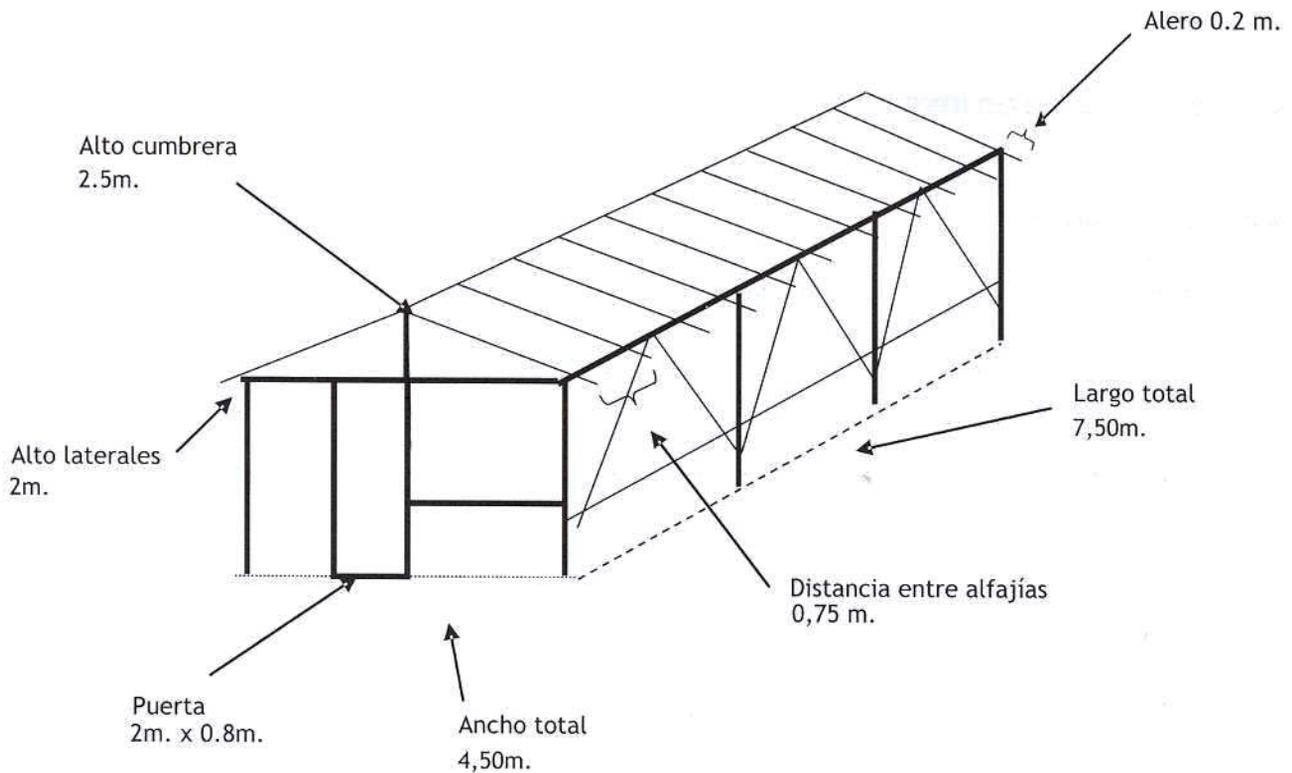 Alero 0.2 m.
Alto cumbrera
2.5m.
Alto laterales
2m.
Largo total
7,50m.
Distancia entre alfajías
0,75 m.
Puerta
2m. x 0.8m.
Ancho total
4,50m.